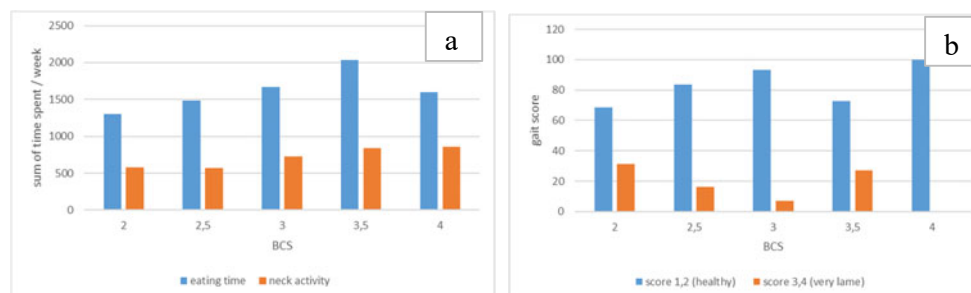 a
2500
2000
1500
1000
500
0
sum of time spent / week
2
2,5
3
3,5
4
BCS
eating time
neck activity
b
120
100
80
60
40
20
0
gait score
2
2,5
3
3,5
4
BCS
score 1,2 (healthy)
score 3,4 (very lame)